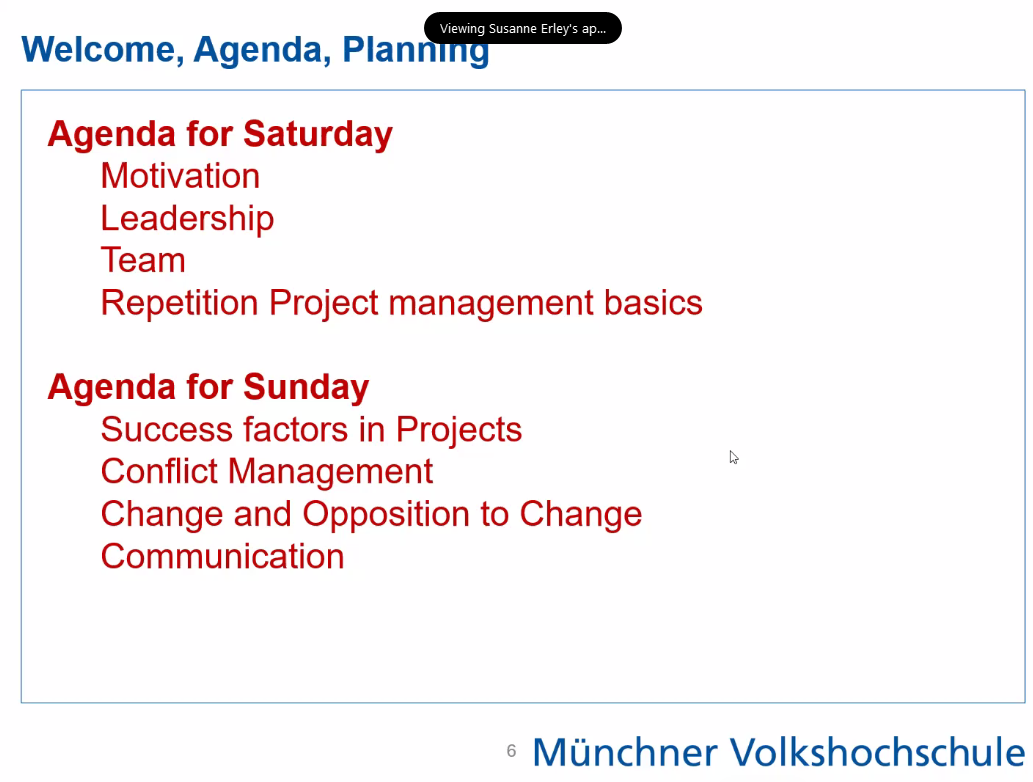 Viewing Susanne Erley's ap...
Welcome, Agenda, Planning
Agenda for Saturday
Motivation
Leadership
Team
Repetition Project management basics
Agenda for Sunday
Success factors in Projects
Conflict Management
Change and Opposition to Change
Communication
6
Münchner Volkshochschule